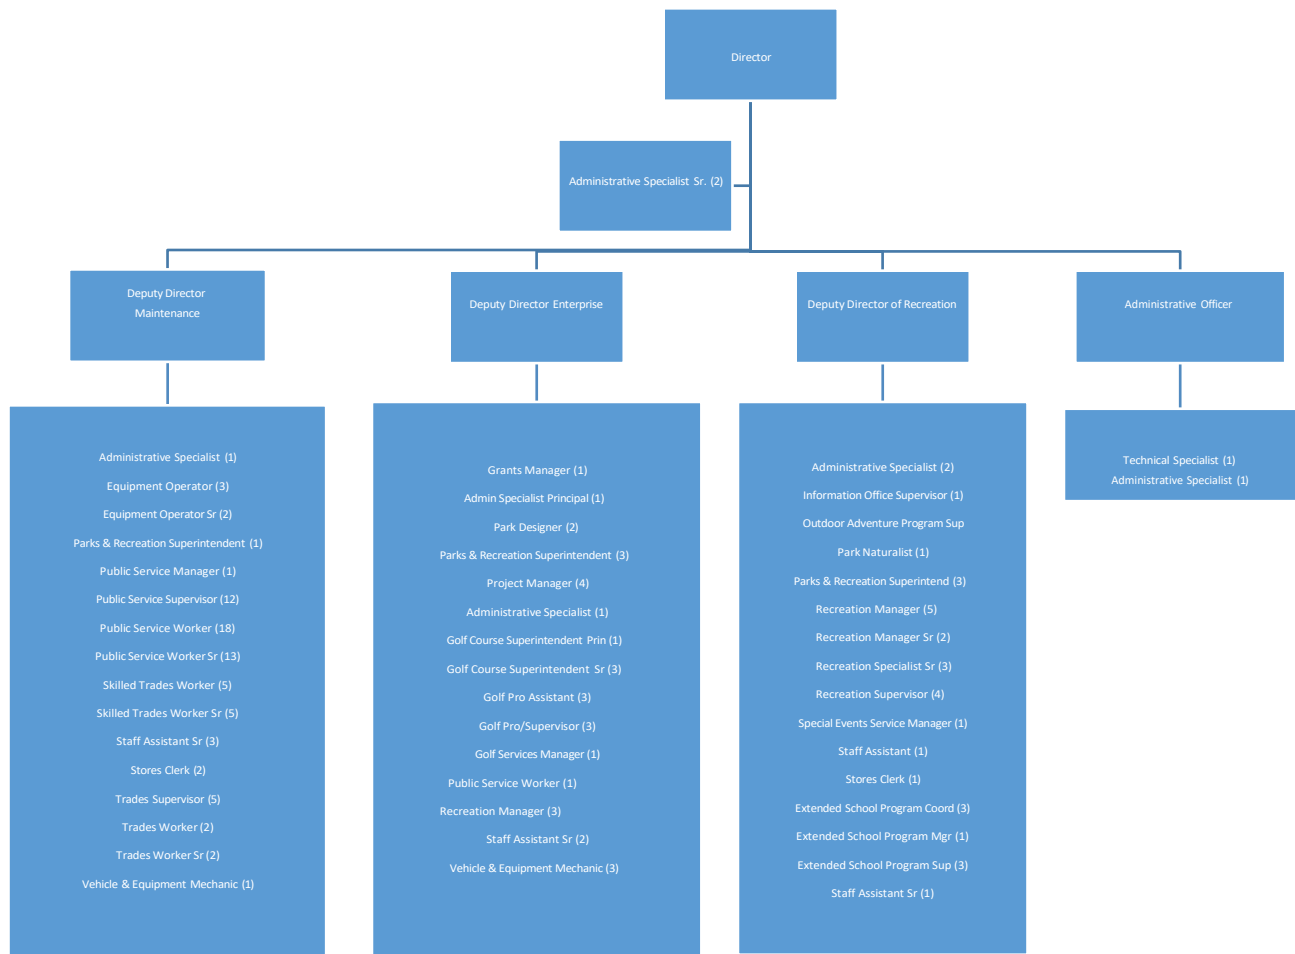 Director
Administrative Specialist Sr. (2)
Deputy Director
Maintenance
Deputy Director Enterprise
Deputy Director of Recreation
Administrative Officer
Administrative Specialist (1)
Equipment Operator (3)
Equipment Operator Sr (2)
Parks & Recreation Superintendent (1)
Public Service Manager (1)
Public Service Supervisor (12)
Public Service Worker (18)
Public Service Worker Sr (13)
Skilled Trades Worker (5)
Skilled Trades Worker Sr (5)
Staff Assistant Sr (3)
Stores Clerk (2)
Trades Supervisor (5)
Trades Worker (2)
Trades Worker Sr (2)
Vehicle & Equipment Mechanic (1)
Grants Manager (1)
Admin Specialist Principal (1)
Park Designer (2)
Parks & Recreation Superintendent (3)
Project Manager (4)
Administrative Specialist (1)
Golf Course Superintendent Prin (1)
Golf Course Superintendent Sr (3)
Golf Pro Assistant (3)
Golf Pro/Supervisor (3)
Golf Services Manager (1)
Public Service Worker (1)
Recreation Manager (3)
Staff Assistant Sr (2)
Vehicle & Equipment Mechanic (3)
Administrative Specialist (2)
Information Office Supervisor (1)
Outdoor Adventure Program Sup
Park Naturalist (1)
Parks & Recreation Superintend (3)
Recreation Manager (5)
Recreation Manager Sr (2)
Recreation Specialist Sr (3)
Recreation Supervisor (4)
Special Events Service Manager (1)
Staff Assistant (1)
Stores Clerk (1)
Extended School Program Coord (3)
Extended School Program Mgr (1)
Extended School Program Sup (3)
Staff Assistant Sr (1)
Technical Specialist (1)
Administrative Specialist (1)